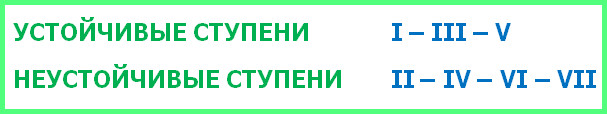 УСТОЙЧИВЫЕ СТУПЕНИ I – III – V
НЕУСТОЙЧИВЫЕ СТУПЕНИ II – IV – VI – VII